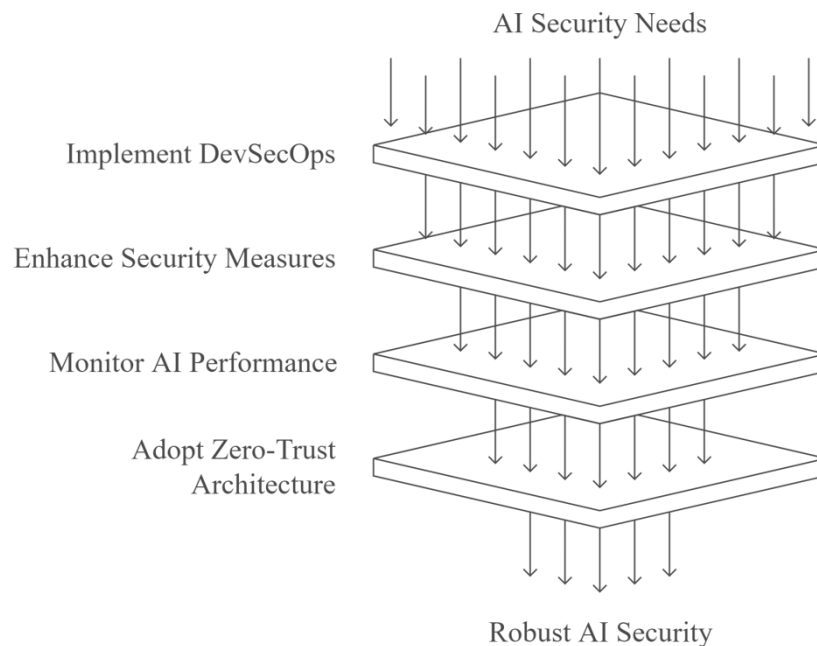 AI Security Needs
Implement DevSecOps
Enhance Security Measures
Monitor AI Performance
Adopt Zero-Trust
Architecture
Robust AI Security